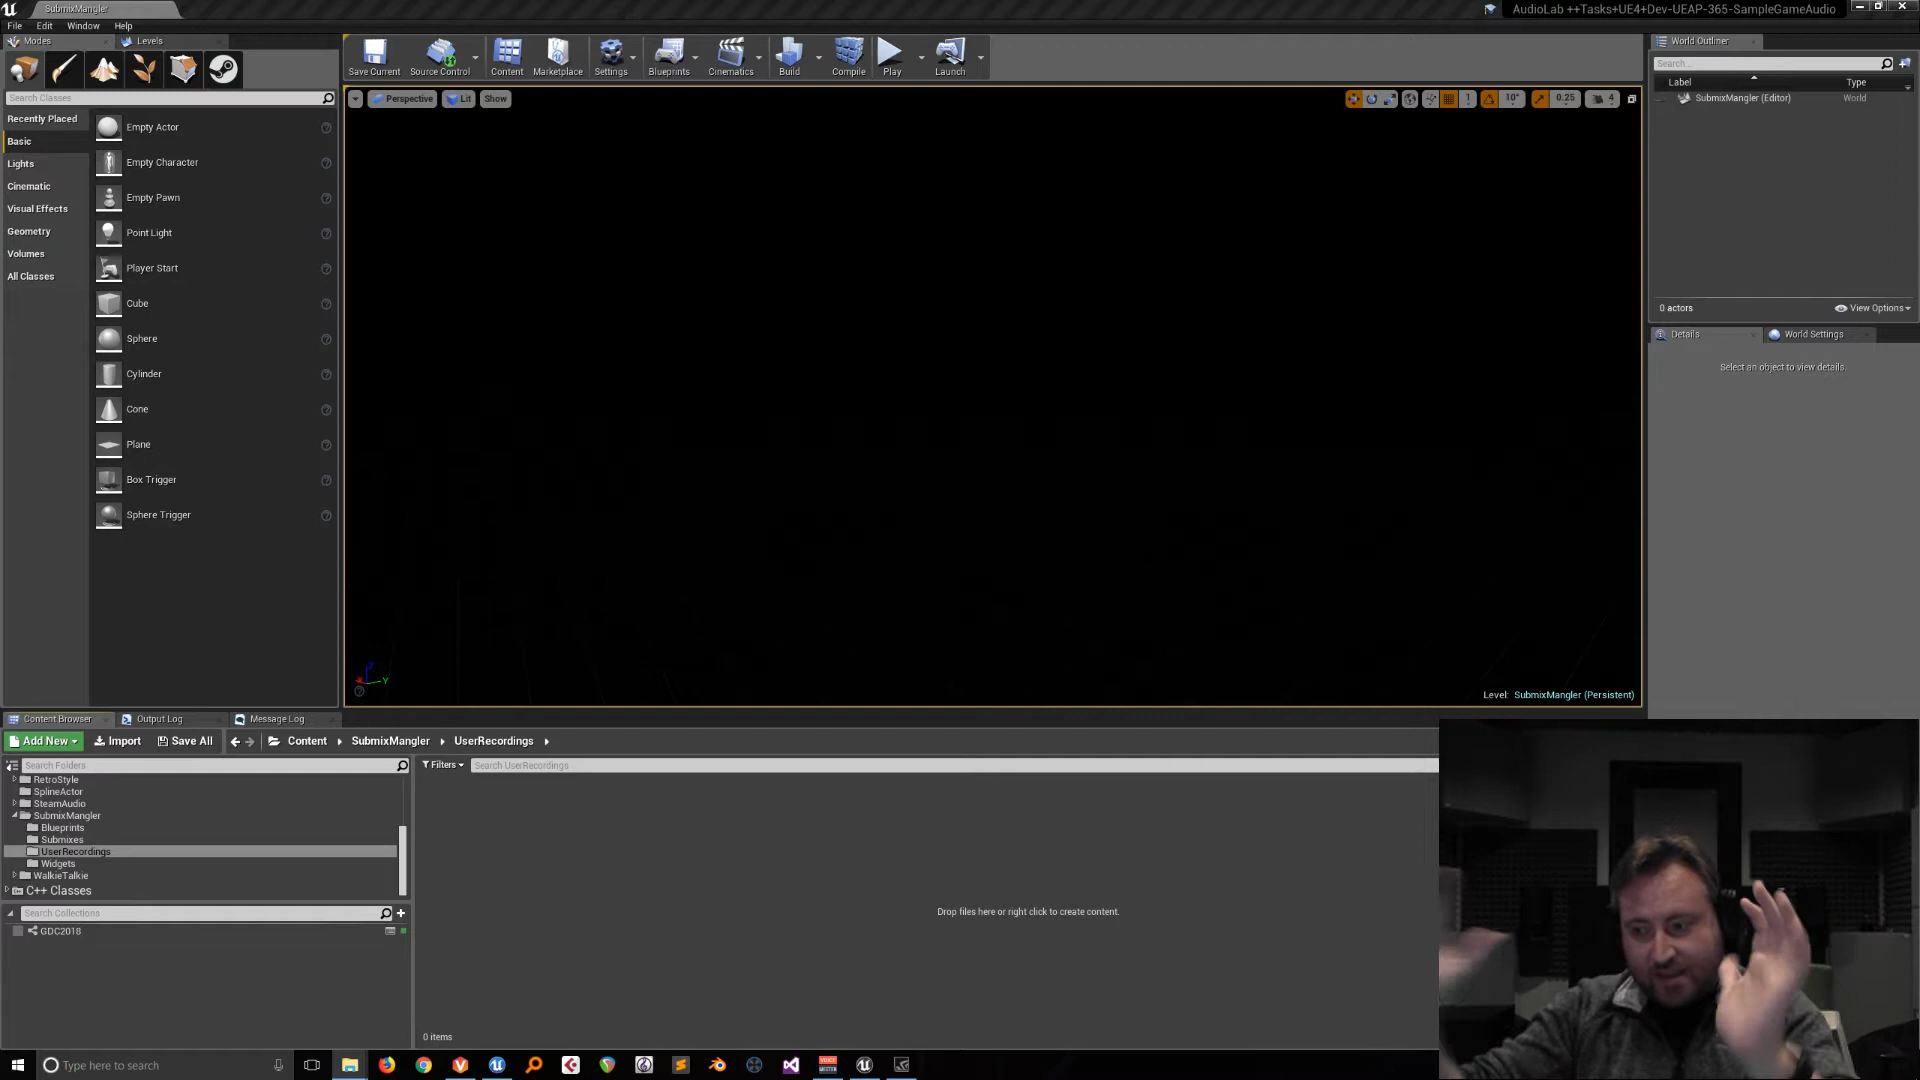 SubmixMangler
AudioLab ++Tasks+UE4+Dev-UEAP-365-SampleGameAudio
File Edit Window Help
Modes Levels
Save Current Source Control Content Marketplace Settings Blueprints Cinematics Build Compile Play Launch
World Outliner
Search...
Label Type
SubmixMangler (Editor) World
Search Classes
Perspective Lit Show
1 10° 0.25 4
Recently Placed
Basic
Lights
Cinematic
Visual Effects
Geometry
Volumes
All Classes
Empty Actor
Empty Character
Empty Pawn
Point Light
Player Start
Cube
Sphere
Cylinder
Cone
Plane
Box Trigger
Sphere Trigger
0 actors View Options
Details World Settings
Select an object to view details.
X Y Z
Level: SubmixMangler (Persistent)
Content Browser Output Log Message Log
Add New Import Save All Content SubmixMangler UserRecordings
Search Folders
Filters Search UserRecordings
RetroStyle
SplineActor
SteamAudio
SubmixMangler
Blueprints
Submixes
UserRecordings
Widgets
WalkieTalkie
C++ Classes
Search Collections
GDC2018
Drop files here or right click to create content.
0 items
Type here to search